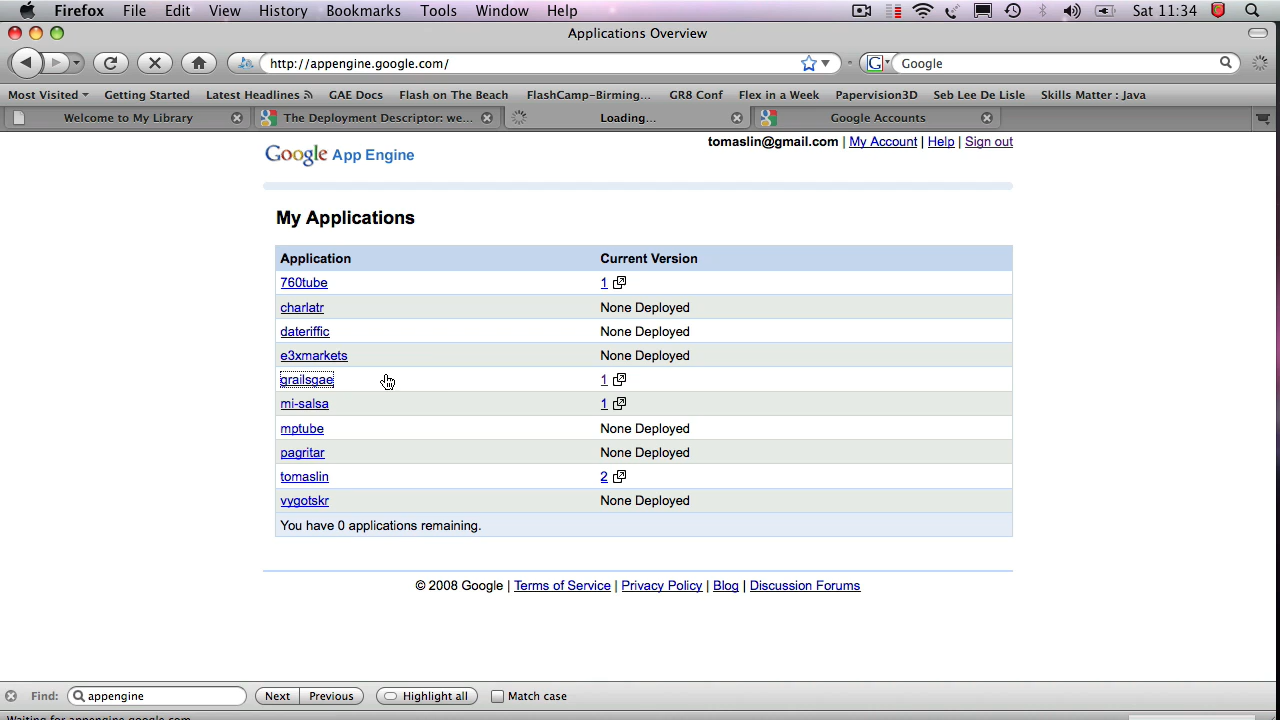 Firefox File Edit View History Bookmarks Tools Window Help Sat 11:34
Applications Overview
http://appengine.google.com/ Google
Most Visited Getting Started Latest Headlines GAE Docs Flash on The Beach FlashCamp-Birming... GR8 Conf Flex in a Week Papervision3D Seb Lee De Lisle Skills Matter : Java
Welcome to My Library The Deployment Descriptor: we... Loading... Google Accounts
tomaslin@gmail.com | My Account | Help | Sign out
Google App Engine
My Applications
Application Current Version
760tube 1
charlatr None Deployed
dateriffic None Deployed
e3xmarkets None Deployed
grailsgae 1
mi-salsa 1
mptube None Deployed
pagritar None Deployed
tomaslin 2
vygotskr None Deployed
You have 0 applications remaining.
© 2008 Google | Terms of Service | Privacy Policy | Blog | Discussion Forums
Find: appengine Next Previous Highlight all Match case
Waiting for appengine.google.com